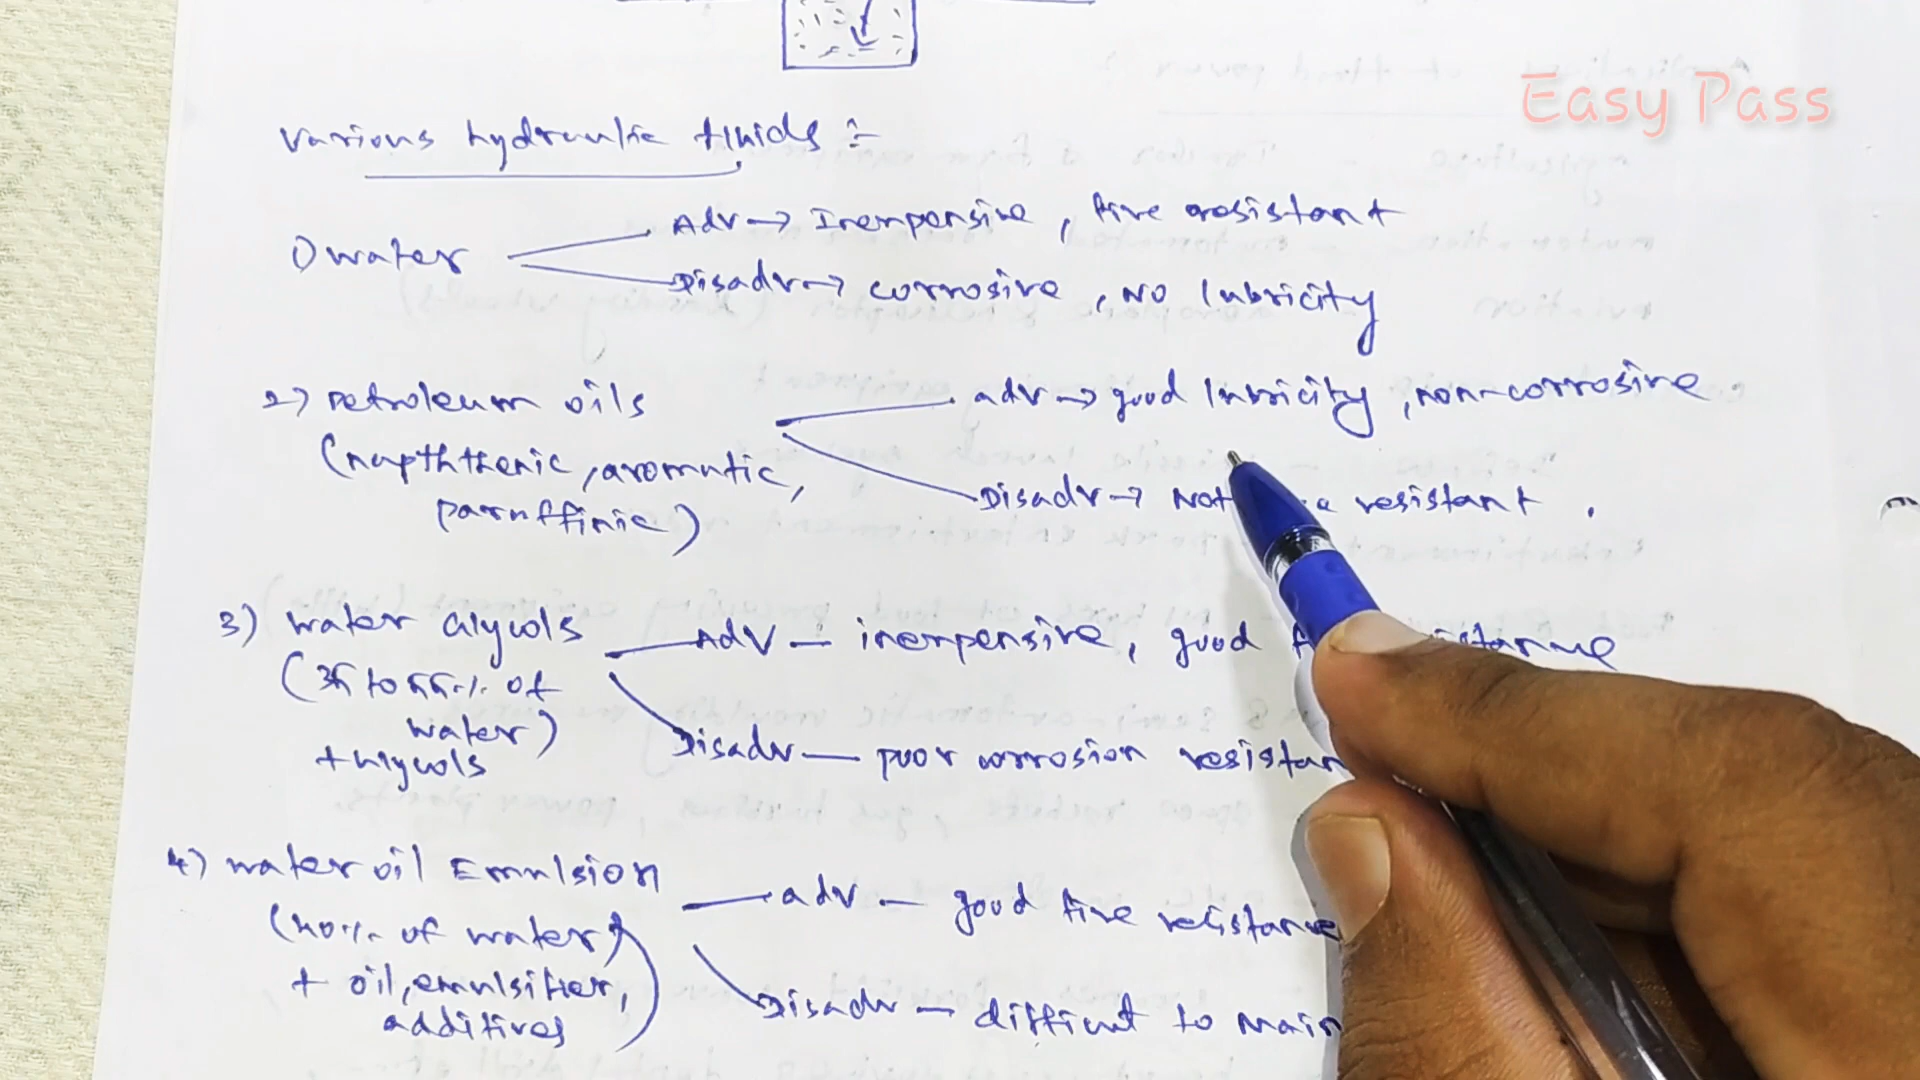 Easy Pass
Various hydraulic fluids :-
Adv → Inexpensive, fire resistant
1) water
Disadv → corrosive, No lubricity
2) petroleum oils
adv → good lubricity, non-corrosive
(napththenic, aromatic,
Disadv → Not resistant.
paraffinic)
3) water Glycols
Adv — inexpensive, good
(35 to 55% of
water)
Disadv — poor corrosion
+ Glycols
4) water oil Emulsion
adv — good fire resistance
(40% of water
+ oil, emulsifier,
Disadv — difficult to
additives)